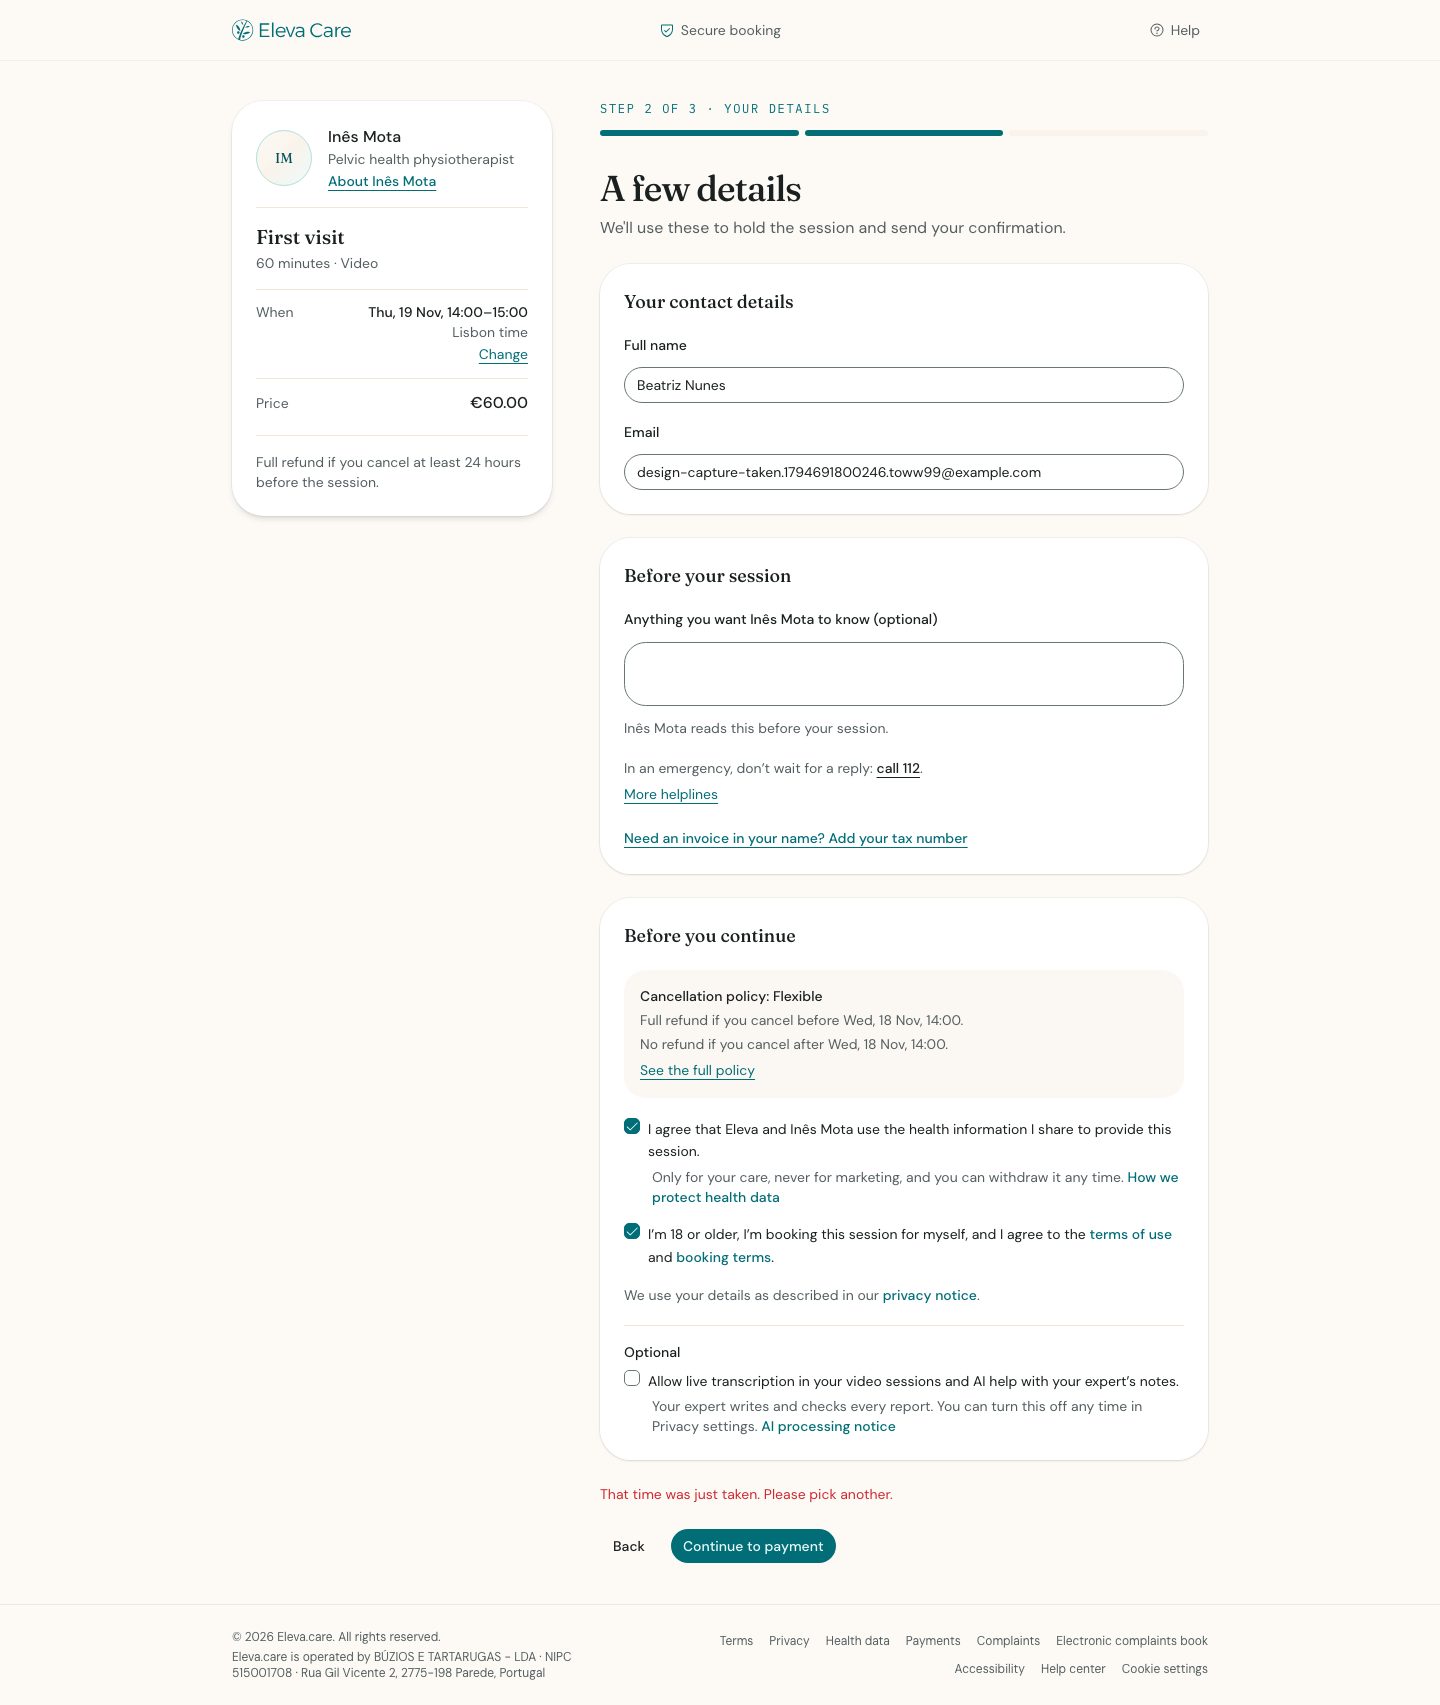 Eleva Care
Secure booking
Help
IM
Inês Mota
Pelvic health physiotherapist
About Inês Mota
First visit
60 minutes · Video
When
Thu, 19 Nov, 14:00–15:00
Lisbon time
Change
Price
€60.00
Full refund if you cancel at least 24 hours
before the session.
STEP 2 OF 3 · YOUR DETAILS
A few details
We'll use these to hold the session and send your confirmation.
Your contact details
Full name
Beatriz Nunes
Email
design-capture-taken.1794691800246.toww99@example.com
Before your session
Anything you want Inês Mota to know (optional)
Inês Mota reads this before your session.
In an emergency, don’t wait for a reply: call 112.
More helplines
Need an invoice in your name? Add your tax number
Before you continue
Cancellation policy: Flexible
Full refund if you cancel before Wed, 18 Nov, 14:00.
No refund if you cancel after Wed, 18 Nov, 14:00.
See the full policy
I agree that Eleva and Inês Mota use the health information I share to provide this
session.
Only for your care, never for marketing, and you can withdraw it any time. How we
protect health data
I’m 18 or older, I’m booking this session for myself, and I agree to the terms of use
and booking terms.
We use your details as described in our privacy notice.
Optional
Allow live transcription in your video sessions and AI help with your expert’s notes.
Your expert writes and checks every report. You can turn this off any time in
Privacy settings. AI processing notice
That time was just taken. Please pick another.
Back
Continue to payment
© 2026 Eleva.care. All rights reserved.
Eleva.care is operated by BÚZIOS E TARTARUGAS - LDA · NIPC
515001708 · Rua Gil Vicente 2, 2775-198 Parede, Portugal
Terms
Privacy
Health data
Payments
Complaints
Electronic complaints book
Accessibility
Help center
Cookie settings